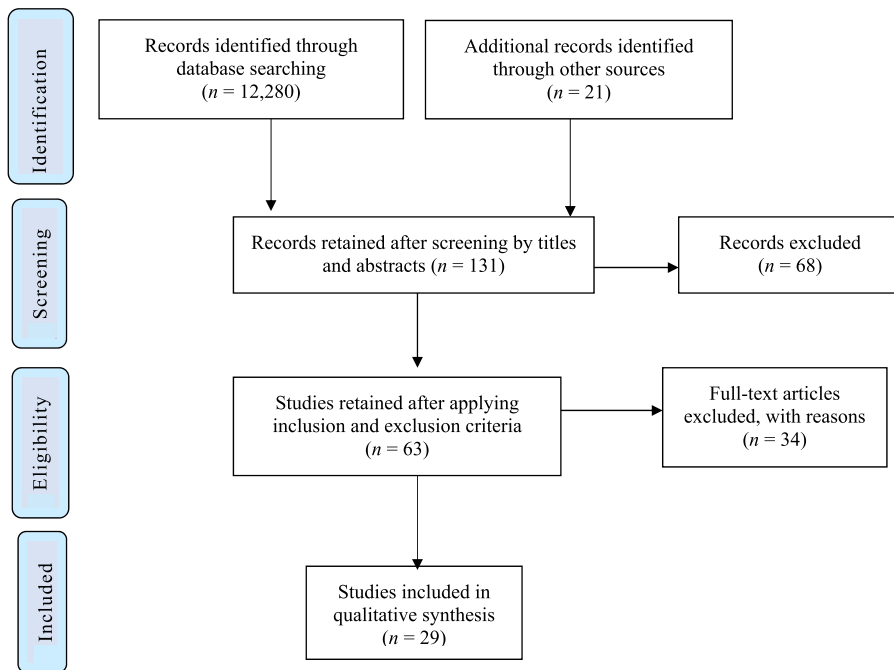 Identification
Records identified through
database searching
(n = 12,280)
Additional records identified
through other sources
(n = 21)
Screening
Records retained after screening by titles
and abstracts (n = 131)
Records excluded
(n = 68)
Eligibility
Studies retained after applying
inclusion and exclusion criteria
(n = 63)
Full-text articles
excluded, with reasons
(n = 34)
Included
Studies included in
qualitative synthesis
(n = 29)